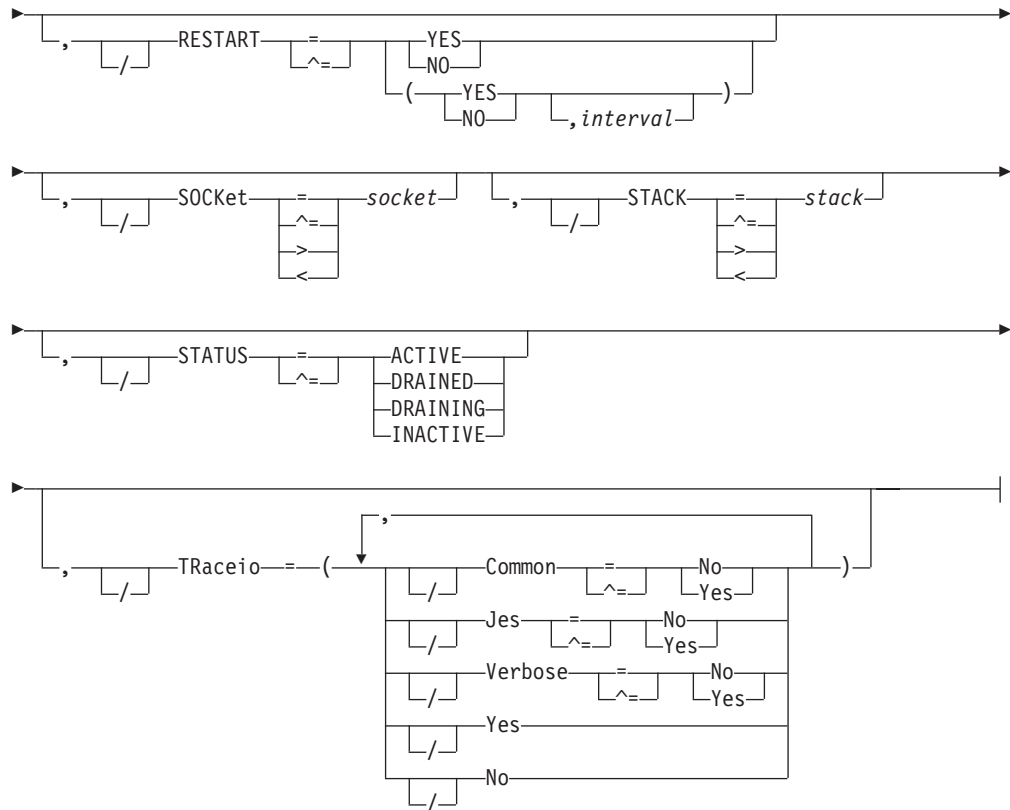 , / RESTART = YES
^= NO
( YES )
NO ,interval
, / SOCKet = socket , / STACK = stack
^= ^=
> >
< <
, / STATUS = ACTIVE
^= DRAINED
DRAINING
INACTIVE
,
, / TRaceio = ( / Common = No )
^= Yes
/ Jes = No
^= Yes
/ Verbose = No
^= Yes
/ Yes
/ No